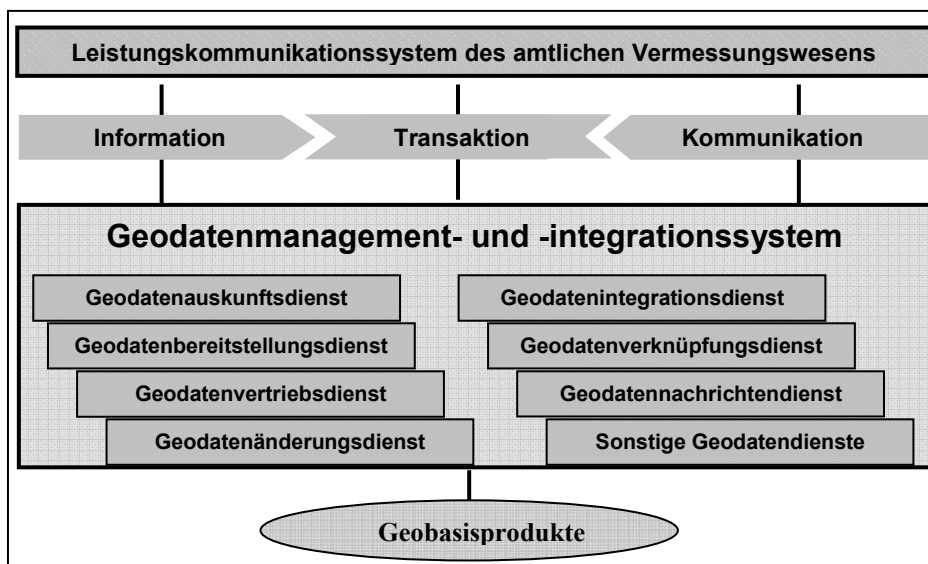 Leistungskommunikationssystem des amtlichen Vermessungswesens
Information
Transaktion
Kommunikation
Geodatenmanagement- und -integrationssystem
Geodatenauskunftsdienst
Geodatenbereitstellungsdienst
Geodatenvertriebsdienst
Geodatenänderungsdienst
Geodatenintegrationsdienst
Geodatenverknüpfungsdienst
Geodatennachrichtendienst
Sonstige Geodatendienste
Geobasisprodukte